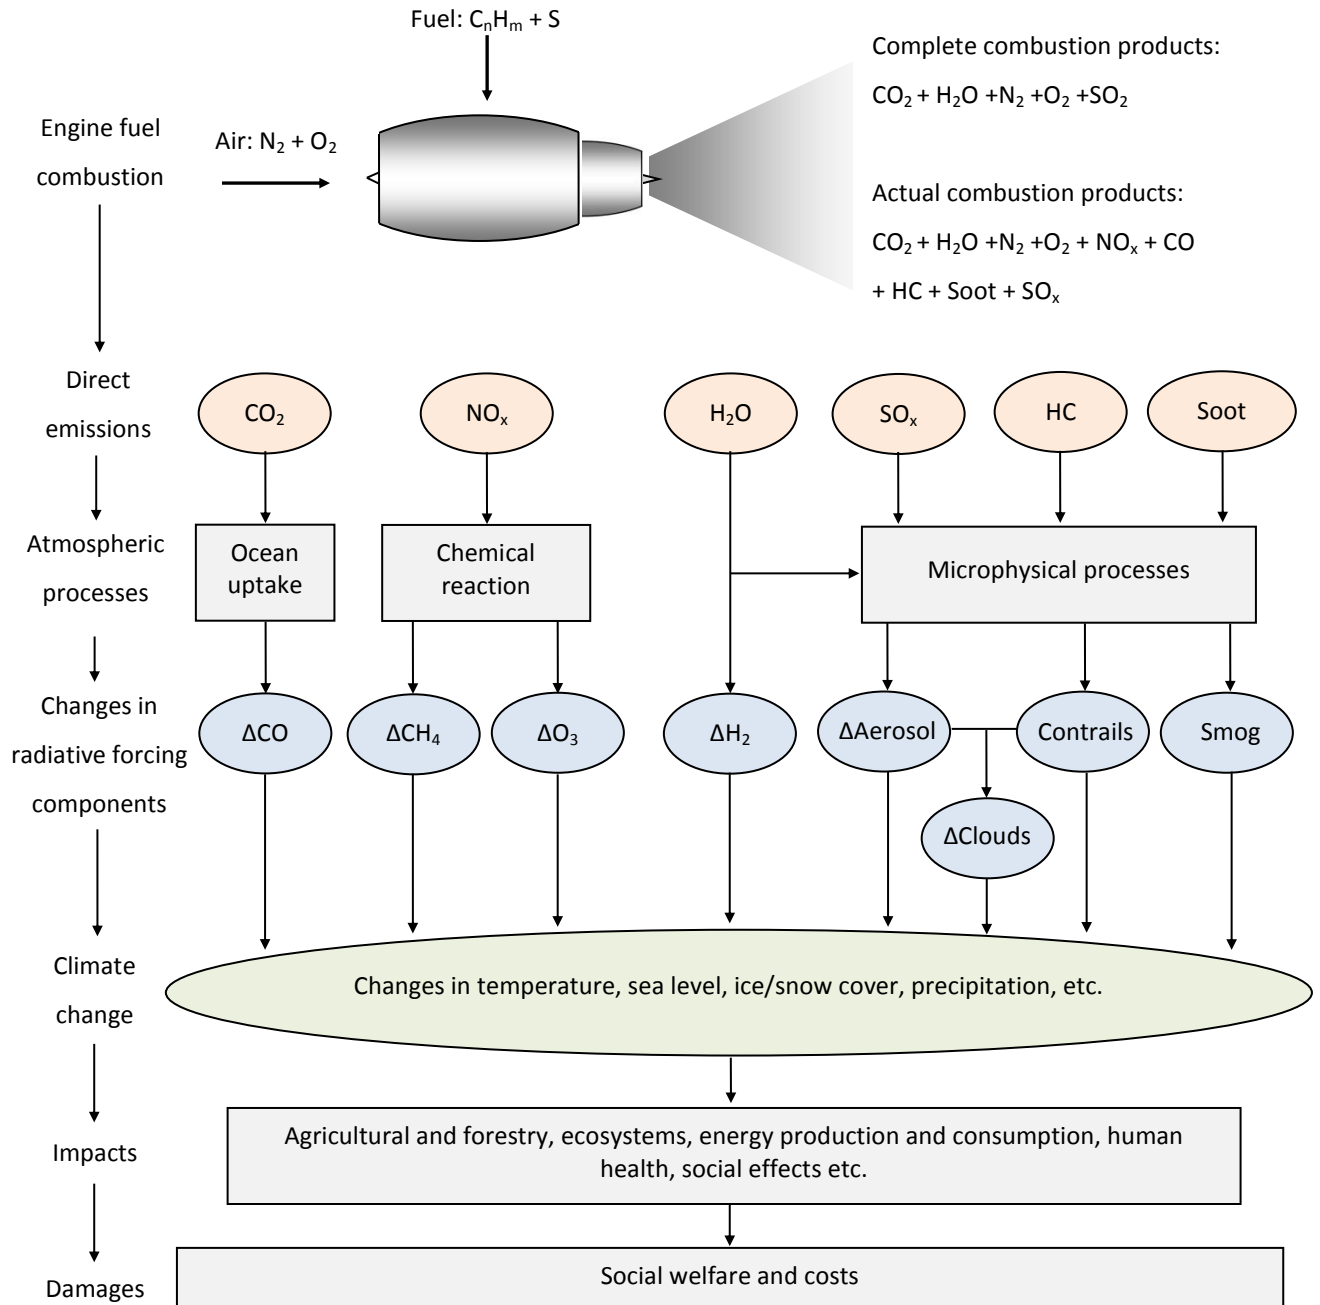 Fuel: CₙHₘ + S
Complete combustion products:
CO₂ + H₂O +N₂ +O₂ +SO₂
Engine fuel
combustion
Air: N₂ + O₂
Actual combustion products:
CO₂ + H₂O +N₂ +O₂ + NOₓ + CO
+ HC + Soot + SOₓ
Direct
emissions
CO₂
NOₓ
H₂O
SOₓ
HC
Soot
Atmospheric
processes
Ocean
uptake
Chemical
reaction
Microphysical processes
Changes in
radiative forcing
components
ΔCO
ΔCH₄
ΔO₃
ΔH₂
ΔAerosol
Contrails
Smog
ΔClouds
Climate
change
Changes in temperature, sea level, ice/snow cover, precipitation, etc.
Impacts
Agricultural and forestry, ecosystems, energy production and consumption, human
health, social effects etc.
Damages
Social welfare and costs